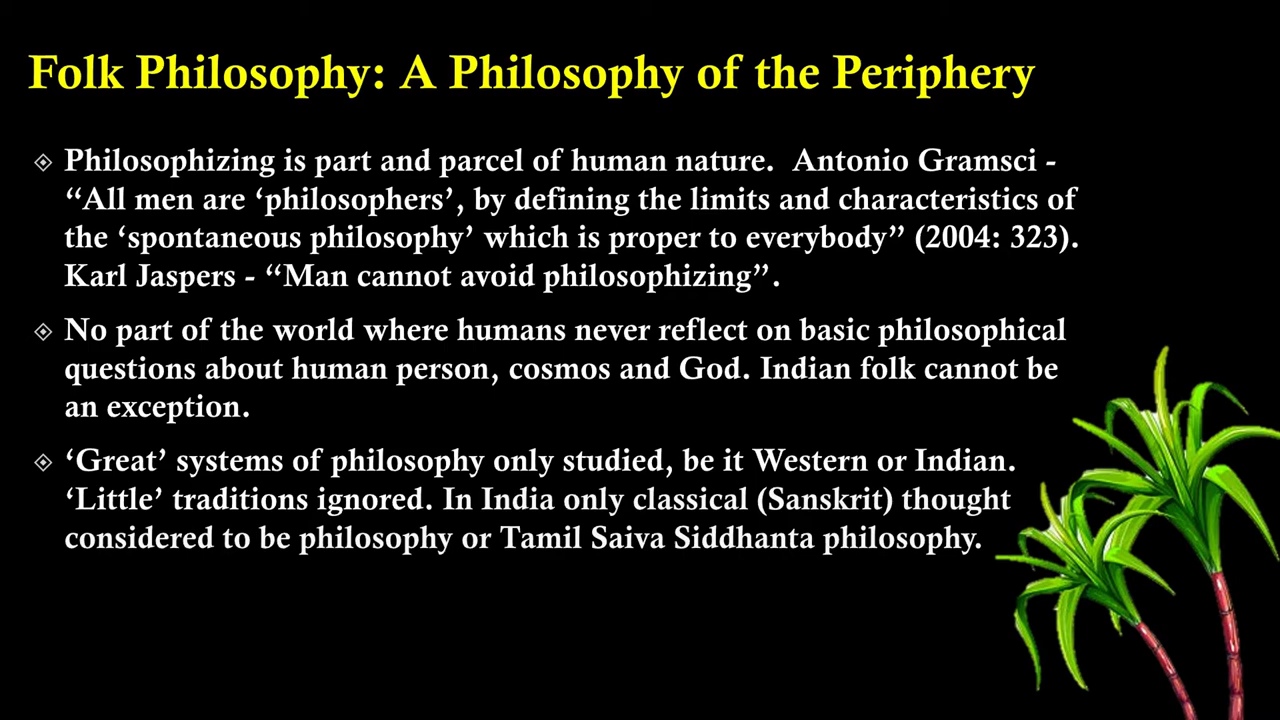 Folk Philosophy: A Philosophy of the Periphery
Philosophizing is part and parcel of human nature.  Antonio Gramsci -
“All men are ‘philosophers’, by defining the limits and characteristics of
the ‘spontaneous philosophy’ which is proper to everybody” (2004: 323).
Karl Jaspers - “Man cannot avoid philosophizing”.
No part of the world where humans never reflect on basic philosophical
questions about human person, cosmos and God. Indian folk cannot be
an exception.
‘Great’ systems of philosophy only studied, be it Western or Indian.
‘Little’ traditions ignored. In India only classical (Sanskrit) thought
considered to be philosophy or Tamil Saiva Siddhanta philosophy.